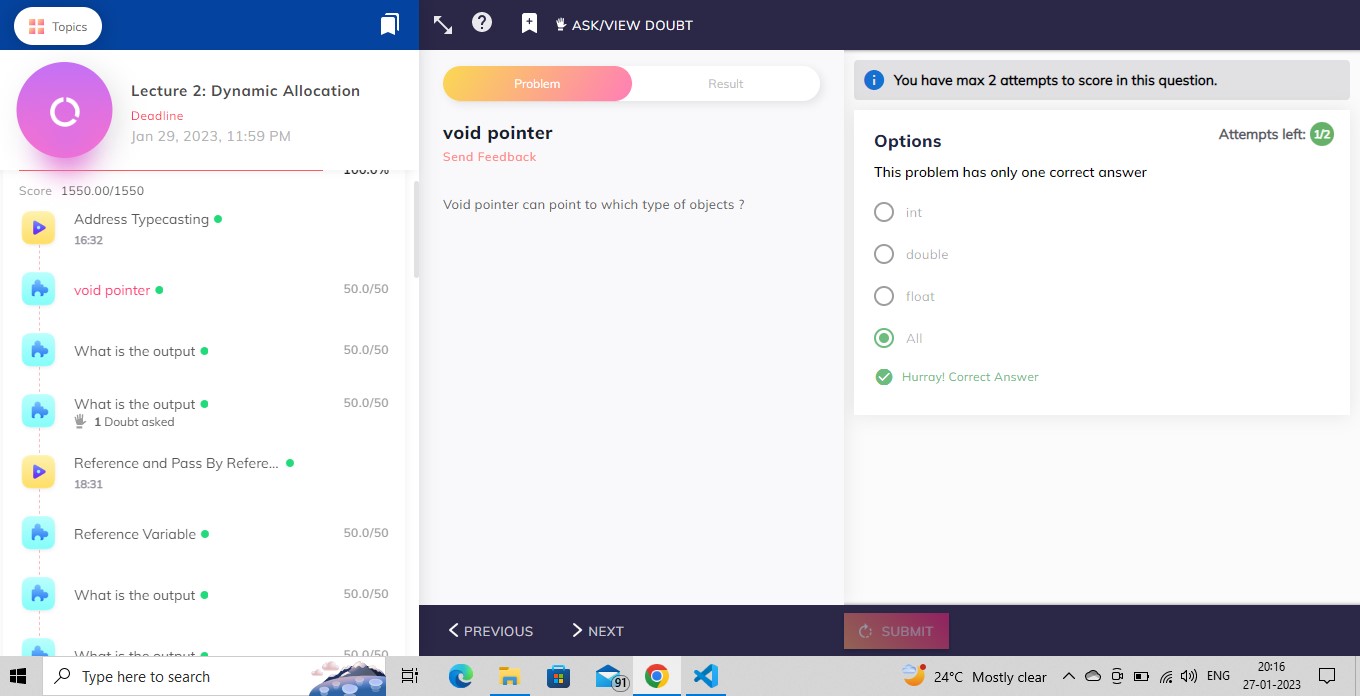 Topics
ASK/VIEW DOUBT
Lecture 2: Dynamic Allocation
Deadline
Jan 29, 2023, 11:59 PM
100.0%
Score 1550.00/1550
Address Typecasting
16:32
void pointer 50.0/50
What is the output 50.0/50
What is the output 50.0/50
1 Doubt asked
Reference and Pass By Refere...
18:31
Reference Variable 50.0/50
What is the output 50.0/50
What is the output 50.0/50
Problem Result
void pointer
Send Feedback
Void pointer can point to which type of objects ?
PREVIOUS NEXT
You have max 2 attempts to score in this question.
Options Attempts left: 1/2
This problem has only one correct answer
int
double
float
All
Hurray! Correct Answer
SUBMIT
Type here to search
91
24°C Mostly clear
ENG
20:16
27-01-2023